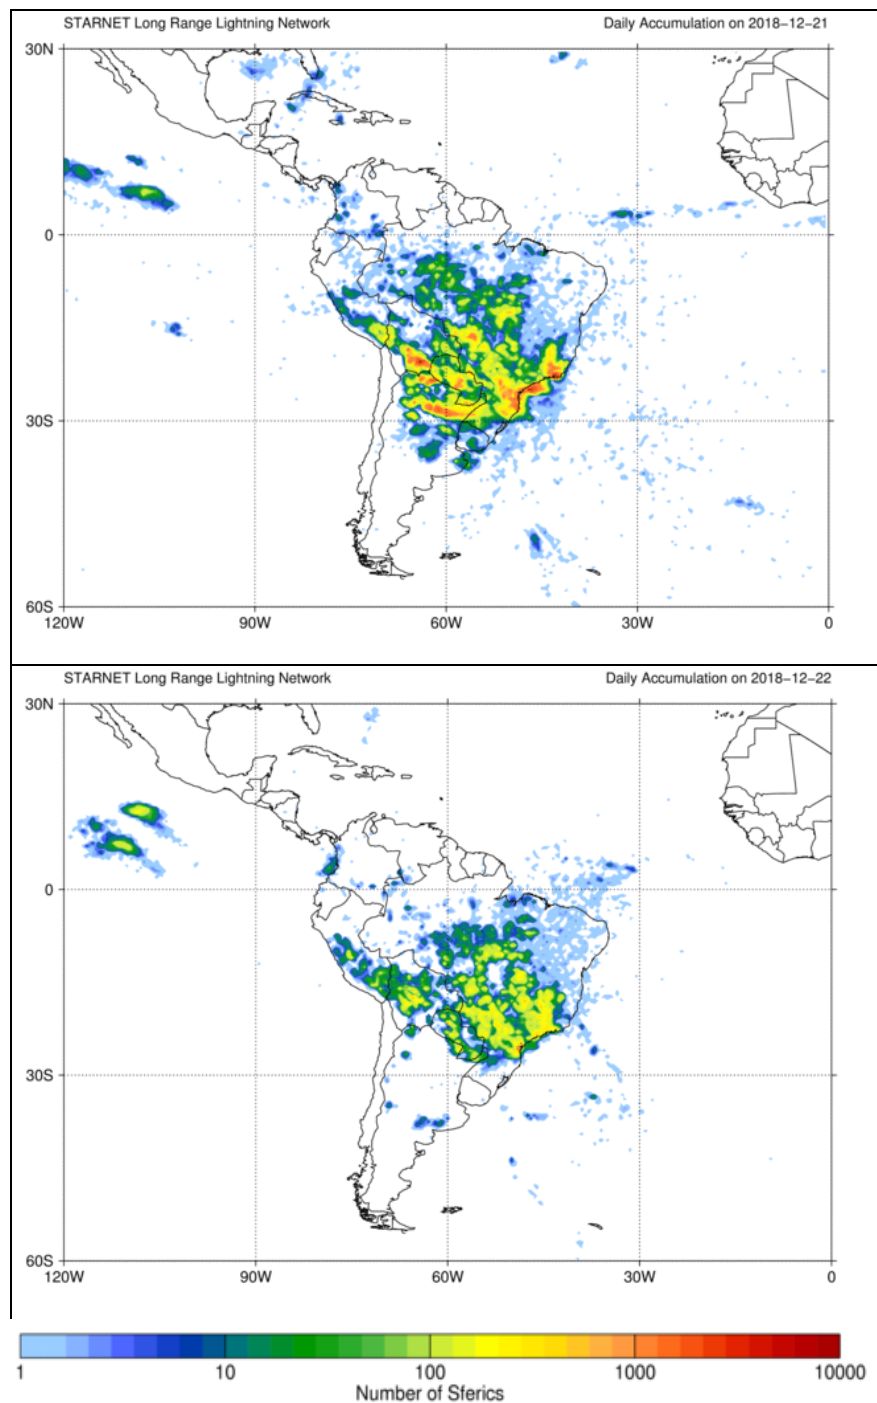 STARNET Long Range Lightning Network Daily Accumulation on 2018-12-21
30N
0
30S
60S
120W 90W 60W 30W 0
STARNET Long Range Lightning Network Daily Accumulation on 2018-12-22
30N
0
30S
60S
120W 90W 60W 30W 0
1 10 100 1000 10000
Number of Sferics